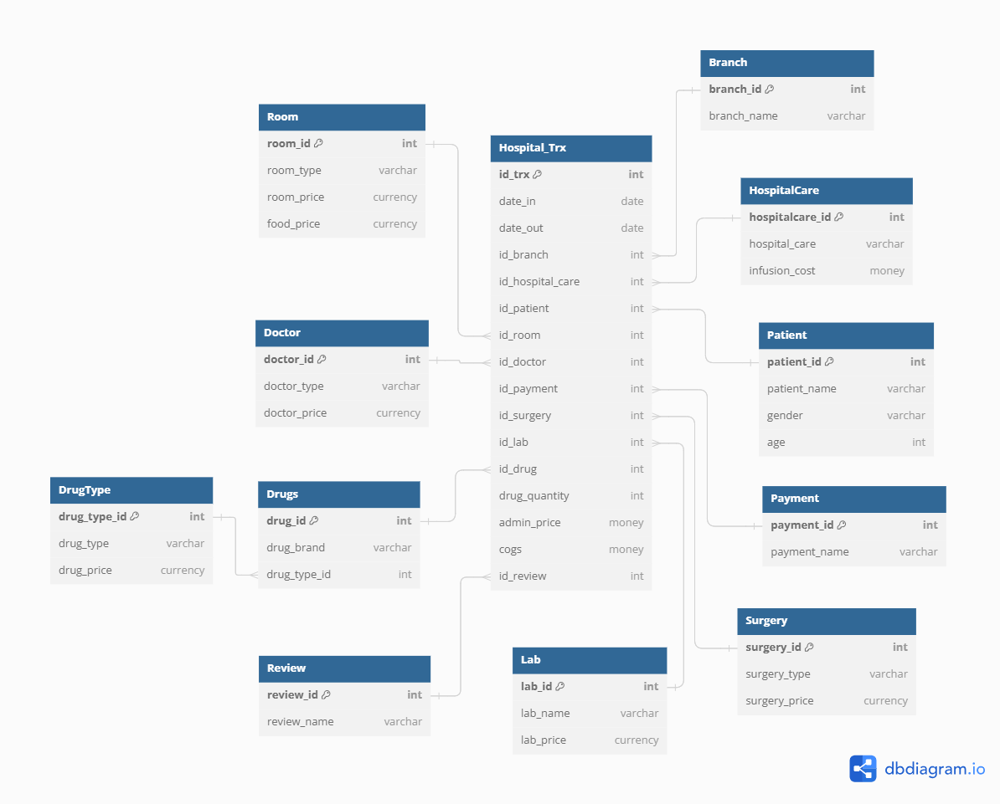 Branch
branch_id int
branch_name varchar
Room
room_id int
room_type varchar
room_price currency
food_price currency
Hospital_Trx
id_trx int
date_in date
date_out date
id_branch int
id_hospital_care int
id_patient int
id_room int
id_doctor int
id_payment int
id_surgery int
id_lab int
id_drug int
drug_quantity int
admin_price money
cogs money
id_review int
HospitalCare
hospitalcare_id int
hospital_care varchar
infusion_cost money
Doctor
doctor_id int
doctor_type varchar
doctor_price currency
Patient
patient_id int
patient_name varchar
gender varchar
age int
DrugType
drug_type_id int
drug_type varchar
drug_price currency
Drugs
drug_id int
drug_brand varchar
drug_type_id int
Payment
payment_id int
payment_name varchar
Surgery
surgery_id int
surgery_type varchar
surgery_price currency
Review
review_id int
review_name varchar
Lab
lab_id int
lab_name varchar
lab_price currency
dbdiagram.io